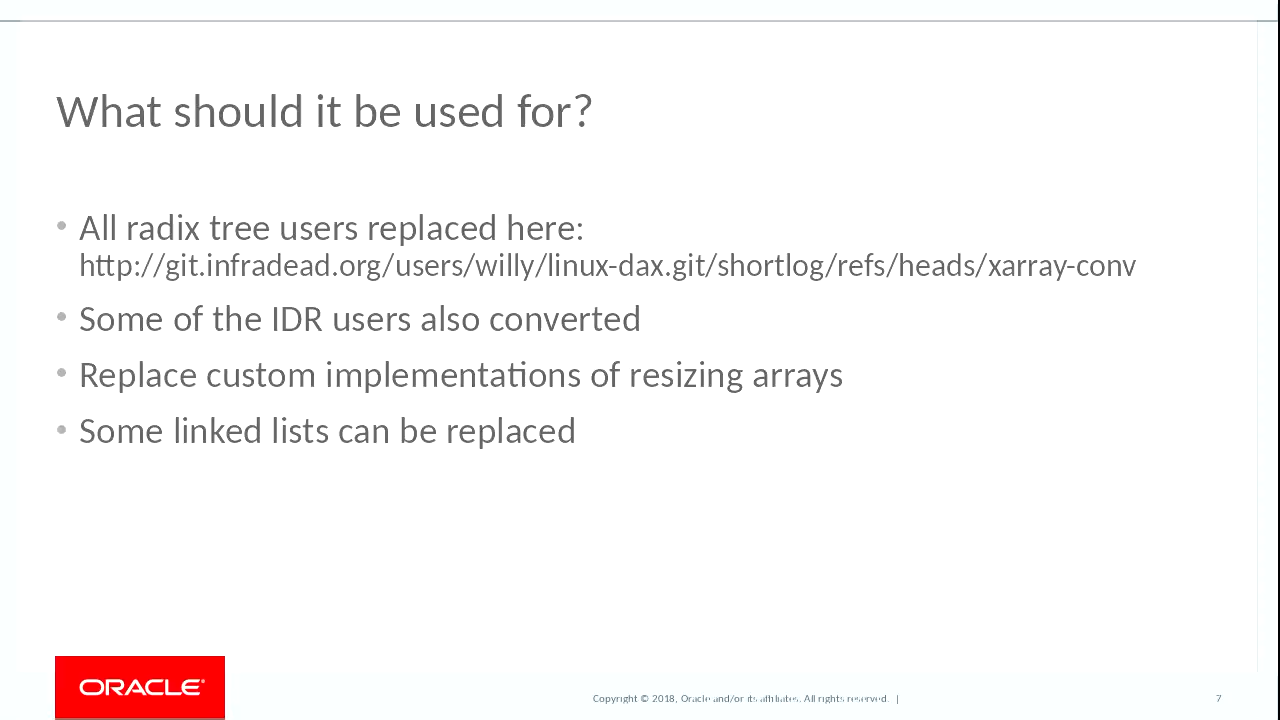 What should it be used for?
• All radix tree users replaced here:
http://git.infradead.org/users/willy/linux-dax.git/shortlog/refs/heads/xarray-conv
• Some of the IDR users also converted
• Replace custom implementations of resizing arrays
• Some linked lists can be replaced
ORACLE®
Copyright © 2018, Oracle and/or its affiliates. All rights reserved. |
7